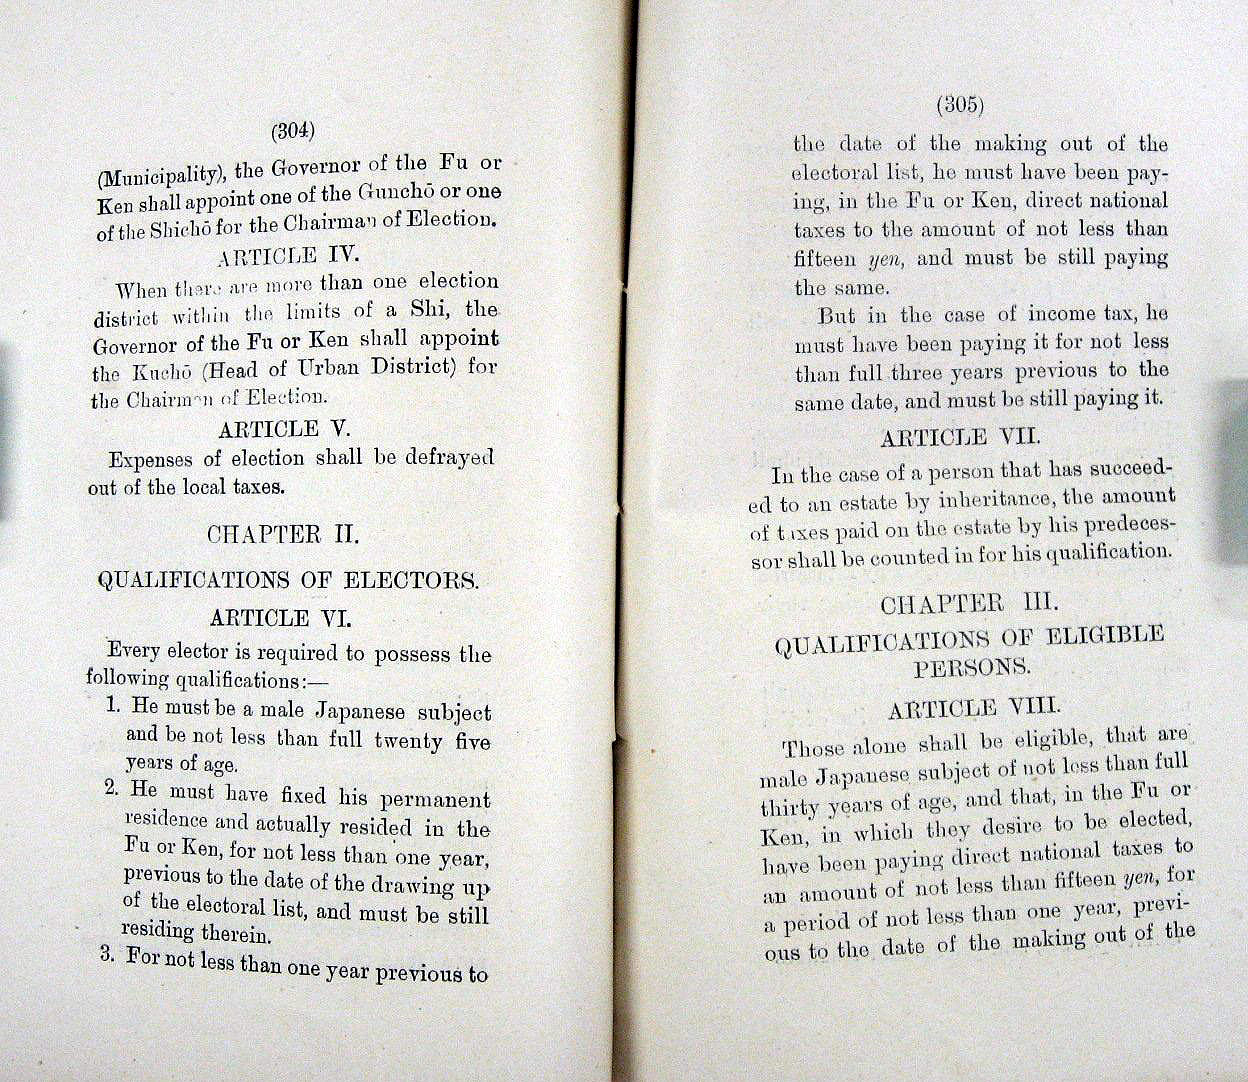 (304)
(Municipality), the Governor of the Fu or
Ken shall appoint one of the Gunchō or one
of the Shichō for the Chairman of Election.
ARTICLE IV.
When there are more than one election
district within the limits of a Shi, the
Governor of the Fu or Ken shall appoint
the Kuchō (Head of Urban District) for
the Chairman of Election.
ARTICLE V.
Expenses of election shall be defrayed
out of the local taxes.
CHAPTER II.
QUALIFICATIONS OF ELECTORS.
ARTICLE VI.
Every elector is required to possess the
following qualifications:—
1. He must be a male Japanese subject
and be not less than full twenty five
years of age.
2. He must have fixed his permanent
residence and actually resided in the
Fu or Ken, for not less than one year,
previous to the date of the drawing up
of the electoral list, and must be still
residing therein.
3. For not less than one year previous to
(305)
the date of the making out of the
electoral list, he must have been pay-
ing, in the Fu or Ken, direct national
taxes to the amount of not less than
fifteen yen, and must be still paying
the same.
But in the case of income tax, he
must have been paying it for not less
than full three years previous to the
same date, and must be still paying it.
ARTICLE VII.
In the case of a person that has succeed-
ed to an estate by inheritance, the amount
of taxes paid on the estate by his predeces-
sor shall be counted in for his qualification.
CHAPTER III.
QUALIFICATIONS OF ELIGIBLE
PERSONS.
ARTICLE VIII.
Those alone shall be eligible, that are
male Japanese subject of not less than full
thirty years of age, and that, in the Fu or
Ken, in which they desire to be elected,
have been paying direct national taxes to
an amount of not less than fifteen yen, for
a period of not less than one year, previ-
ous to the date of the making out of the